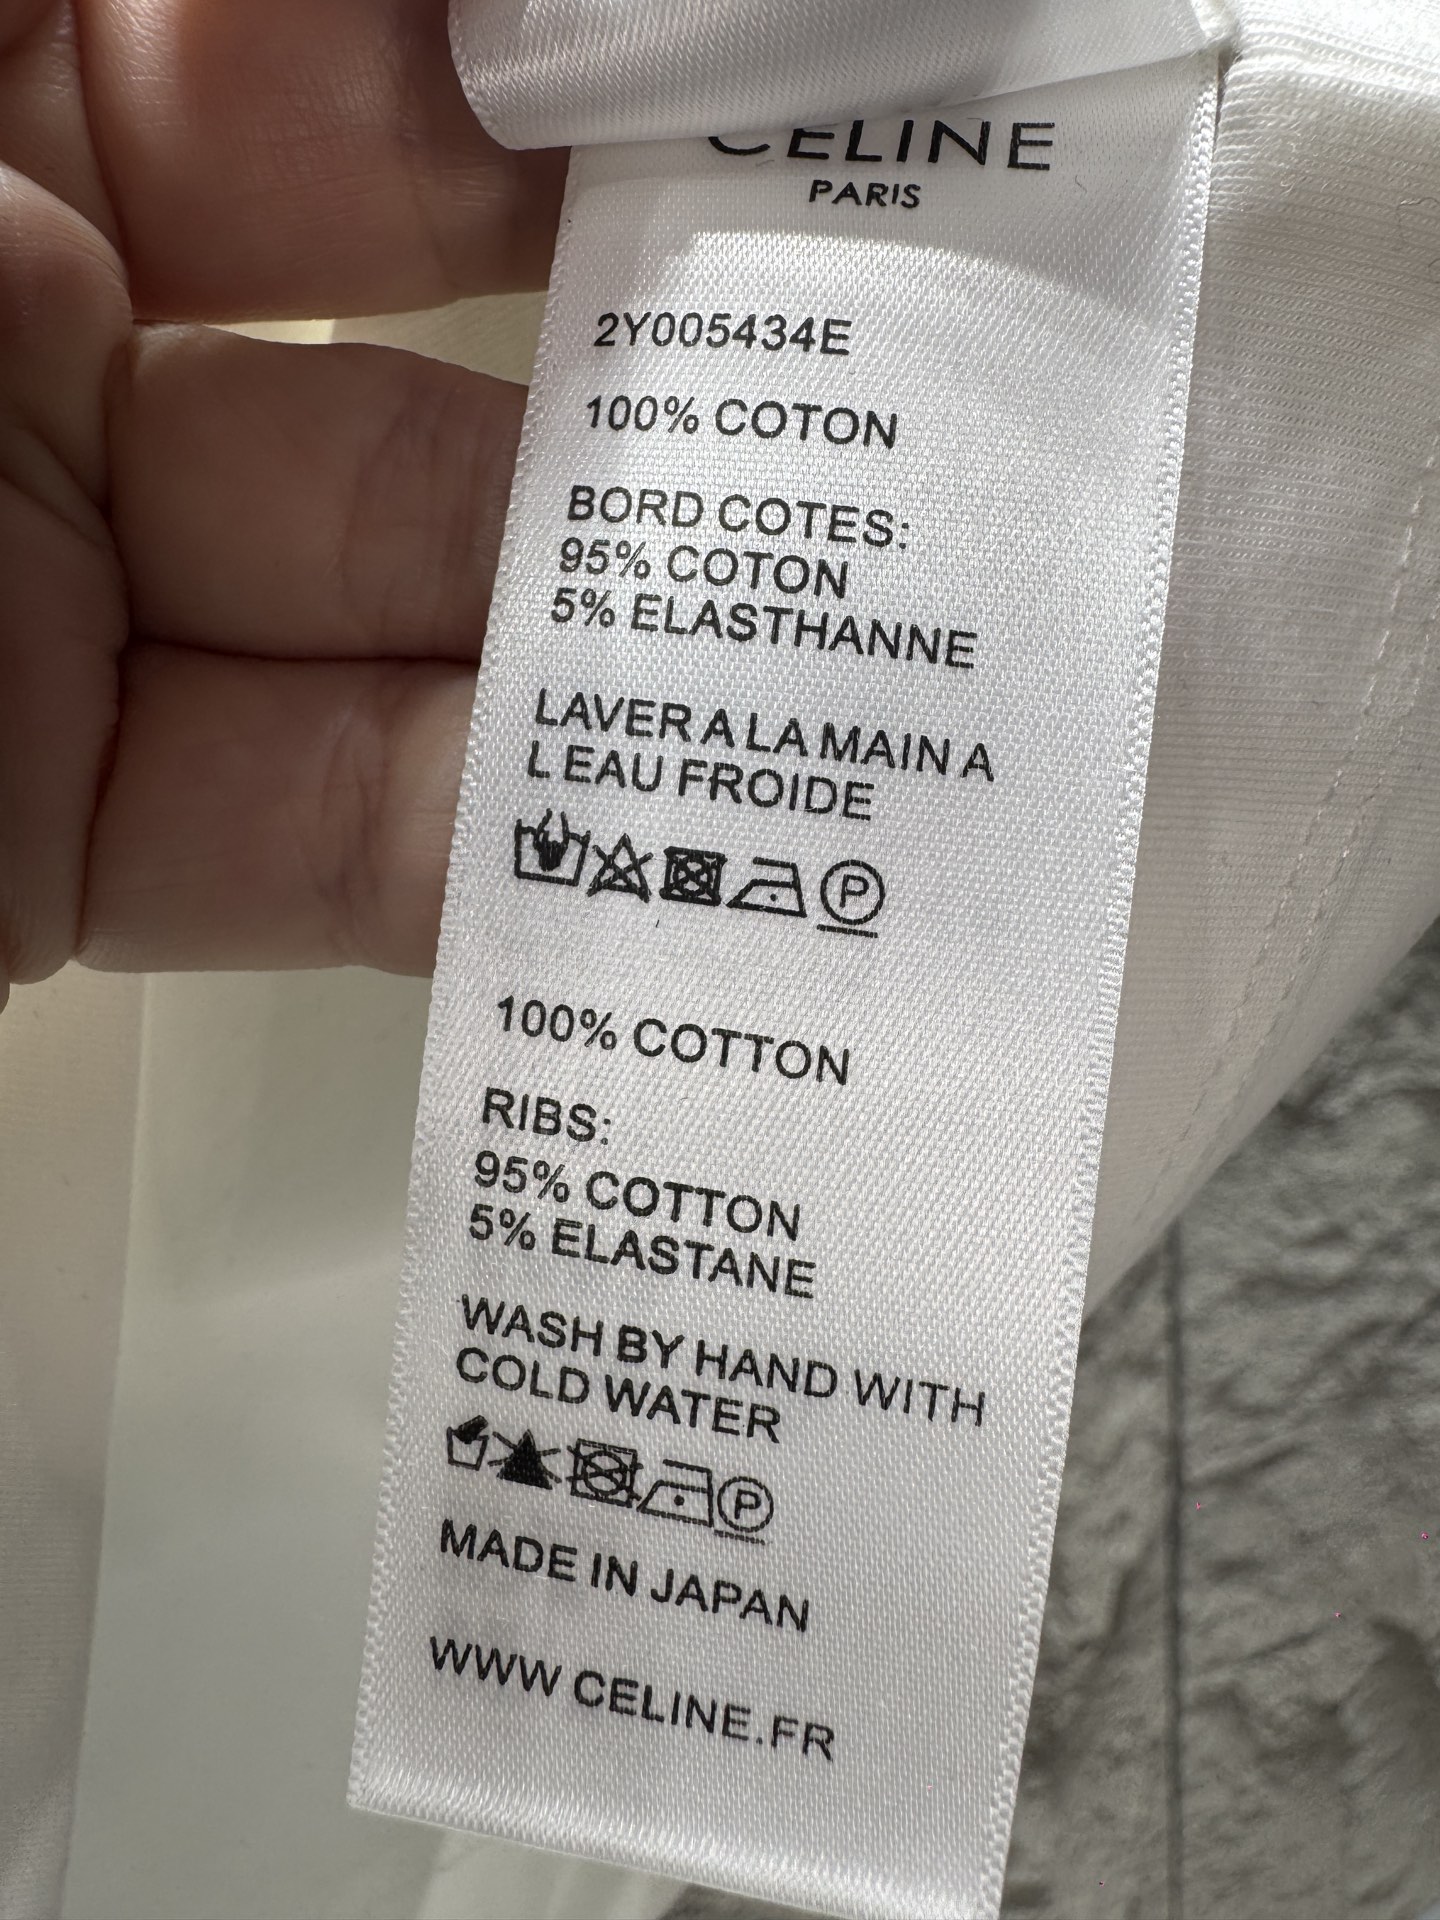 CELINE
PARIS
2Y005434E
100% COTON
BORD COTES:
95% COTON
5% ELASTHANNE
LAVER A LA MAIN A
L EAU FROIDE
P
100% COTTON
RIBS:
95% COTTON
5% ELASTANE
WASH BY HAND WITH
COLD WATER
P
MADE IN JAPAN
WWW CELINE.FR